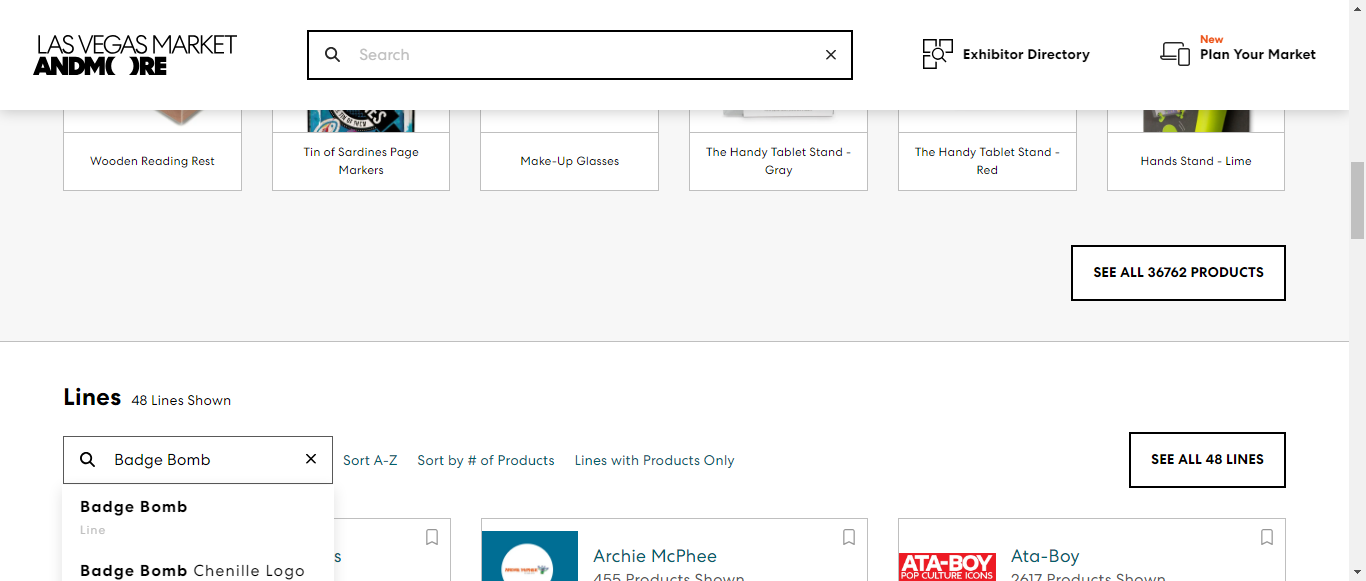 LAS VEGAS MARKET
ANDMORE
Search
Exhibitor Directory
New
Plan Your Market
Wooden Reading Rest
Tin of Sardines Page
Markers
Make-Up Glasses
The Handy Tablet Stand -
Gray
The Handy Tablet Stand -
Red
Hands Stand - Lime
SEE ALL 36762 PRODUCTS
Lines 48 Lines Shown
Badge Bomb
Sort A-Z
Sort by # of Products
Lines with Products Only
SEE ALL 48 LINES
Badge Bomb
Line
Badge Bomb Chenille Logo
Archie McPhee
455 Products Shown
ATA-BOY
POP CULTURE ICONS
Ata-Boy
2617 Products Shown